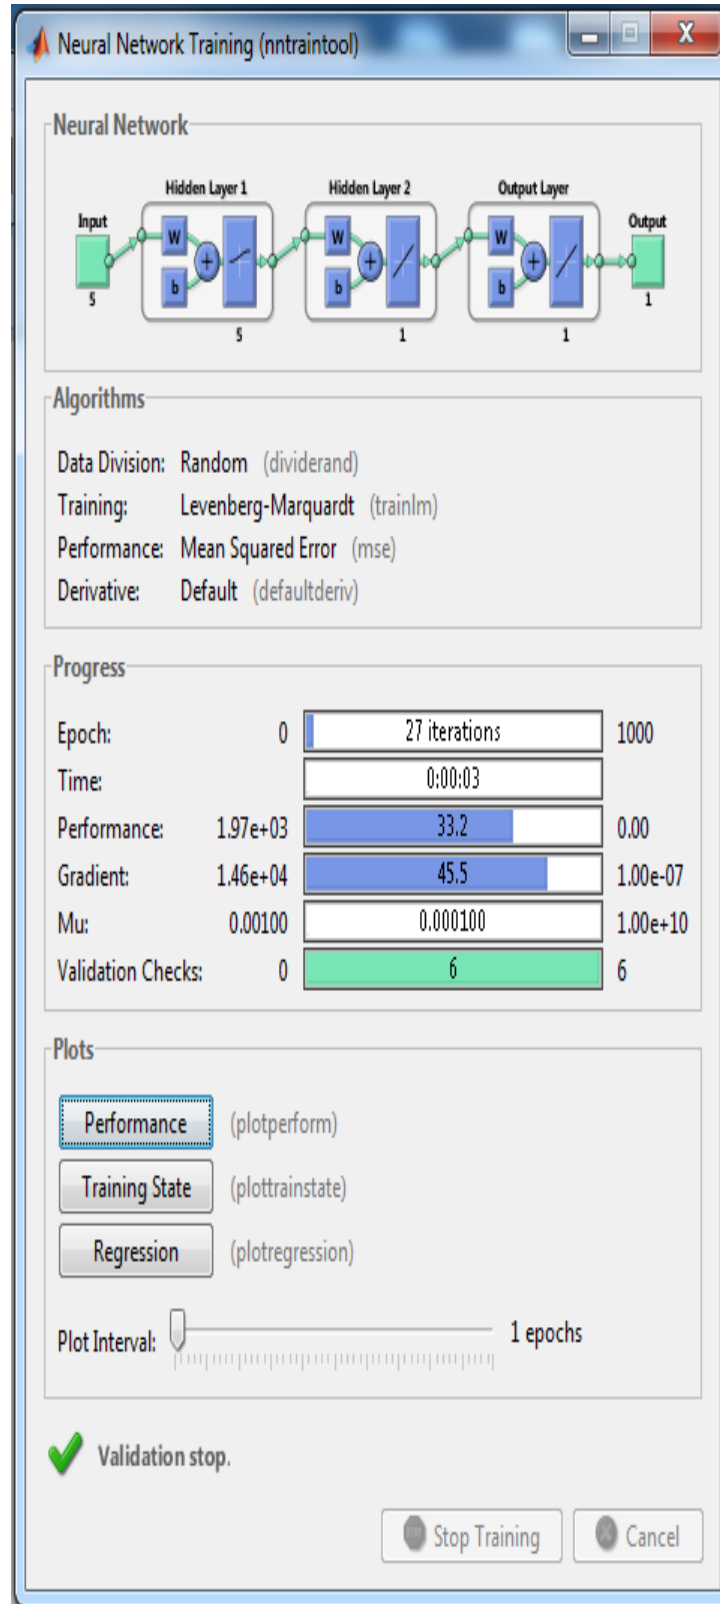 Neural Network Training (nntraintool)
Neural Network
Hidden Layer 1 Hidden Layer 2 Output Layer
Input Output
W W W
+ + +
b b b
5 5 1 1 1
Algorithms
Data Division: Random (dividerand)
Training: Levenberg-Marquardt (trainlm)
Performance: Mean Squared Error (mse)
Derivative: Default (defaultderiv)
Progress
Epoch: 0 27 iterations 1000
Time: 0:00:03
Performance: 1.97e+03 33.2 0.00
Gradient: 1.46e+04 45.5 1.00e-07
Mu: 0.00100 0.000100 1.00e+10
Validation Checks: 0 6 6
Plots
Performance (plotperform)
Training State (plottrainstate)
Regression (plotregression)
Plot Interval: 1 epochs
Validation stop.
Stop Training Cancel